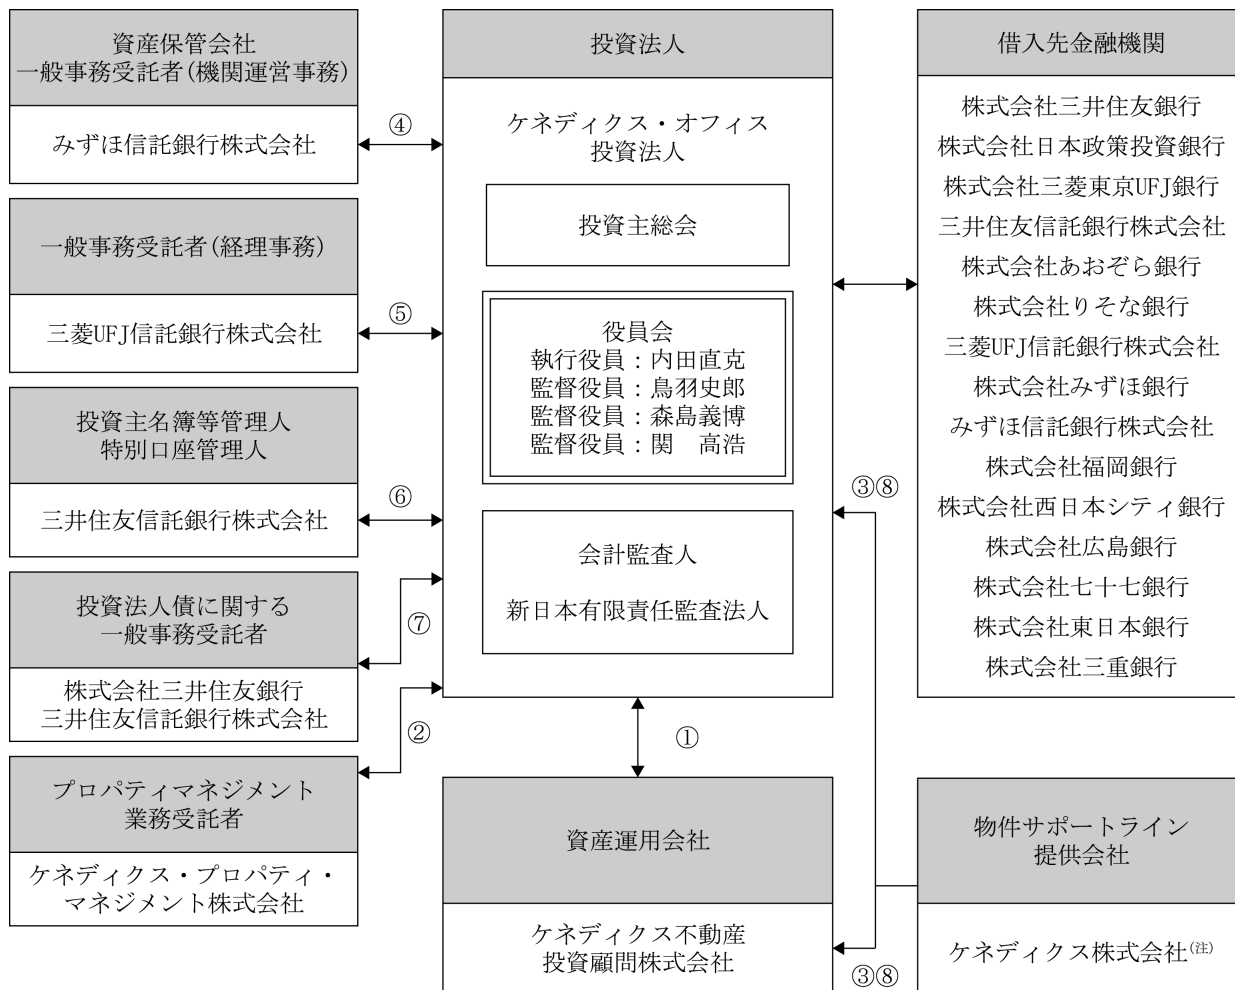 資産保管会社
一般事務受託者(機関運営事務)
みずほ信託銀行株式会社
④
一般事務受託者(経理事務)
三菱UFJ信託銀行株式会社
⑤
投資主名簿等管理人
特別口座管理人
三井住友信託銀行株式会社
⑥
投資法人債に関する
一般事務受託者
株式会社三井住友銀行
三井住友信託銀行株式会社
⑦
プロパティマネジメント
業務受託者
ケネディクス・プロパティ・
マネジメント株式会社
②
投資法人
ケネディクス・オフィス
投資法人
投資主総会
役員会
執行役員：内田直克
監督役員：鳥羽史郎
監督役員：森島義博
監督役員：関　高浩
会計監査人
新日本有限責任監査法人
①
資産運用会社
ケネディクス不動産
投資顧問株式会社
借入先金融機関
株式会社三井住友銀行
株式会社日本政策投資銀行
株式会社三菱東京UFJ銀行
三井住友信託銀行株式会社
株式会社あおぞら銀行
株式会社りそな銀行
三菱UFJ信託銀行株式会社
株式会社みずほ銀行
みずほ信託銀行株式会社
株式会社福岡銀行
株式会社西日本シティ銀行
株式会社広島銀行
株式会社七十七銀行
株式会社東日本銀行
株式会社三重銀行
③⑧
物件サポートライン
提供会社
ケネディクス株式会社(注)
③⑧